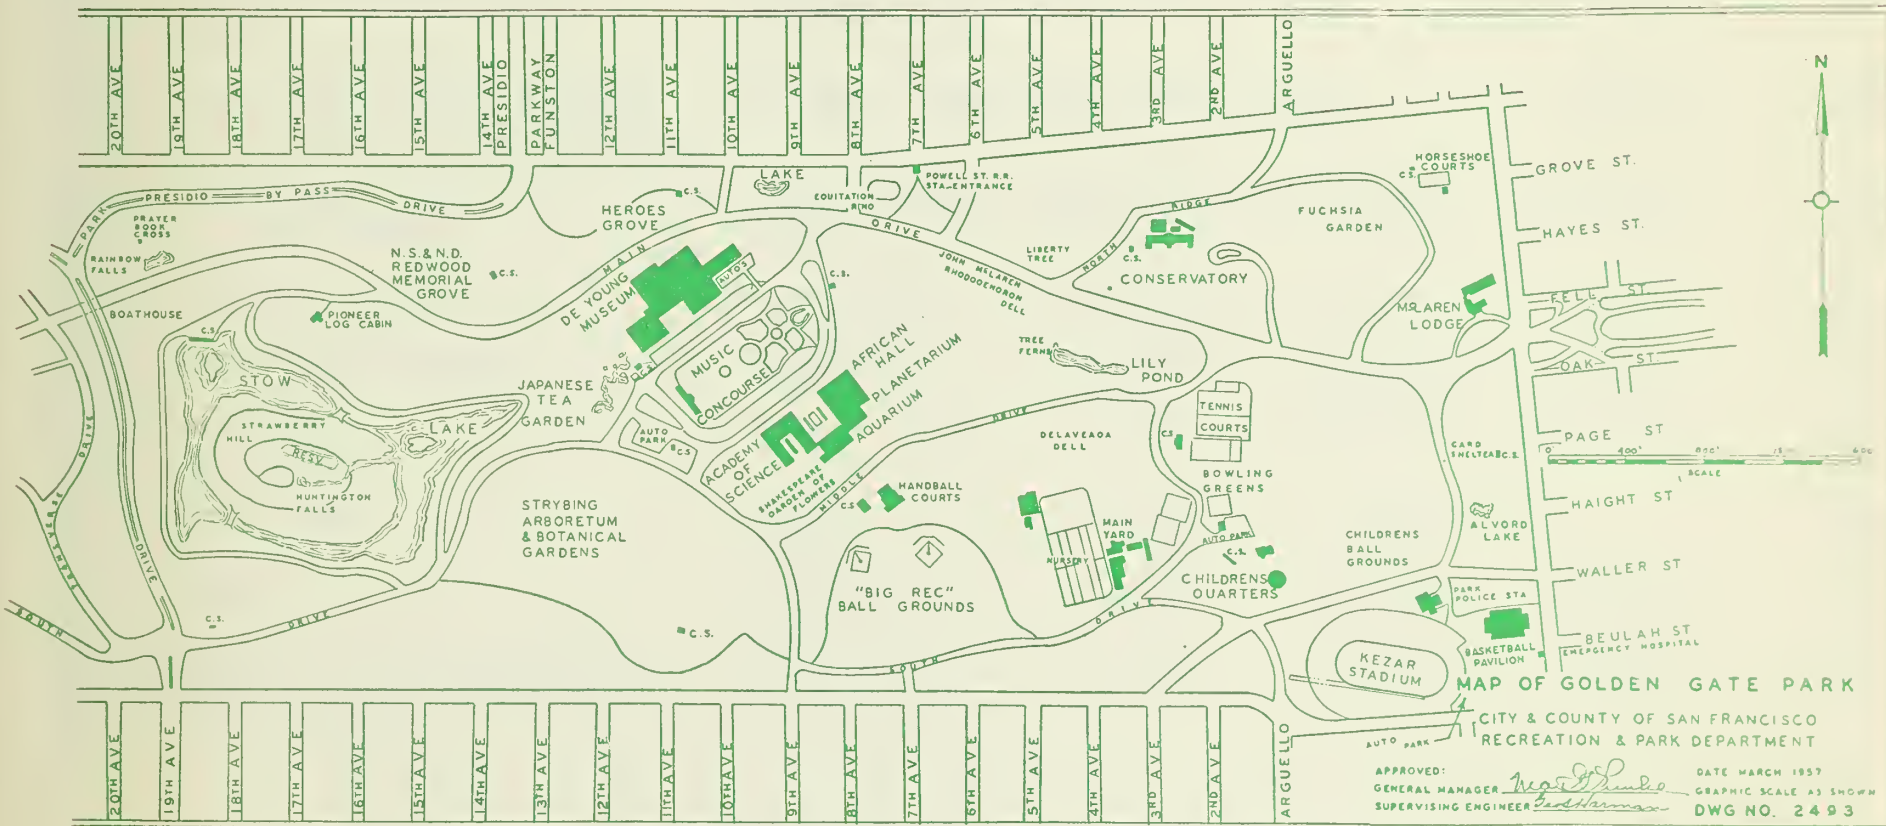 20TH AVE
19TH AVE
18TH AVE
17TH AVE
16TH AVE
15TH AVE
14TH AVE
PRESIDIO
PARKWAY
FUNSTON
12TH AVE
11TH AVE
10TH AVE
9TH AVE
8TH AVE
7TH AVE
6TH AVE
5TH AVE
4TH AVE
3RD AVE
2ND AVE
ARGUELLO
N
PARK
PRESIDIO
BY PASS
DRIVE
PRAYER
BOOK
CROSS
RAINBOW
FALLS
N.S.& N.D.
REDWOOD
MEMORIAL
GROVE
C.S.
HEROES
GROVE
C.S.
LAKE
EQUITATION
RING
POWELL ST. R.R.
STA-ENTRANCE
MAIN
DRIVE
JOHN McLAREN
RHODODENDRON
DELL
LIBERTY
TREE
NORTH
RIDGE
B
C.S.
CONSERVATORY
FUCHSIA
GARDEN
HORSESHOE
COURTS
C.S.
GROVE ST.
HAYES ST.
McLAREN
LODGE
FELL ST.
OAK ST.
BOATHOUSE
C.S.
PIONEER
LOG CABIN
DE YOUNG
MUSEUM
AUTO'S
C.S.
MUSIC
CONCOURSE
C.S.
AFRICAN
HALL
PLANETARIUM
AQUARIUM
TREE
FERNS
LILY
POND
STOW
LAKE
STRAWBERRY
HILL
RESV
HUNTINGTON
FALLS
JAPANESE
TEA
GARDEN
AUTO
PARK
B
C.S
ACADEMY
OF
SCIENCE
SHAKESPEARE
GARDEN OF
FLOWERS
MIDDLE
DRIVE
HANDBALL
COURTS
C.S
DELAVEAGA
DELL
TENNIS
COURTS
C.S
BOWLING
GREENS
CARD
SHELTER
C.S.
PAGE ST
0 400'
SCALE
HAIGHT ST
ALVORD
LAKE
STRYBING
ARBORETUM
& BOTANICAL
GARDENS
"BIG REC"
BALL GROUNDS
NURSERY
MAIN
YARD
AUTO PARK
C.S.
CHILDRENS
QUARTERS
CHILDRENS
BALL
GROUNDS
WALLER ST
PARK
POLICE STA
BEULAH ST
EMERGENCY HOSPITAL
BASKETBALL
PAVILION
KEZAR
STADIUM
TRANSVERSE
DRIVE
DRIVE
SOUTH
C.S.
DRIVE
C.S.
SOUTH
DRIVE
MAP OF GOLDEN GATE PARK
CITY & COUNTY OF SAN FRANCISCO
RECREATION & PARK DEPARTMENT
AUTO PARK
APPROVED:
GENERAL MANAGER
SUPERVISING ENGINEER
DATE MARCH 1957
GRAPHIC SCALE AS SHOWN
DWG NO. 2493
20TH AVE
19TH AVE
18TH AVE
17TH AVE
16TH AVE
15TH AVE
14TH AVE
13TH AVE
12TH AVE
11TH AVE
10TH AVE
9TH AVE
8TH AVE
7TH AVE
6TH AVE
5TH AVE
4TH AVE
3RD AVE
2ND AVE
ARGUELLO